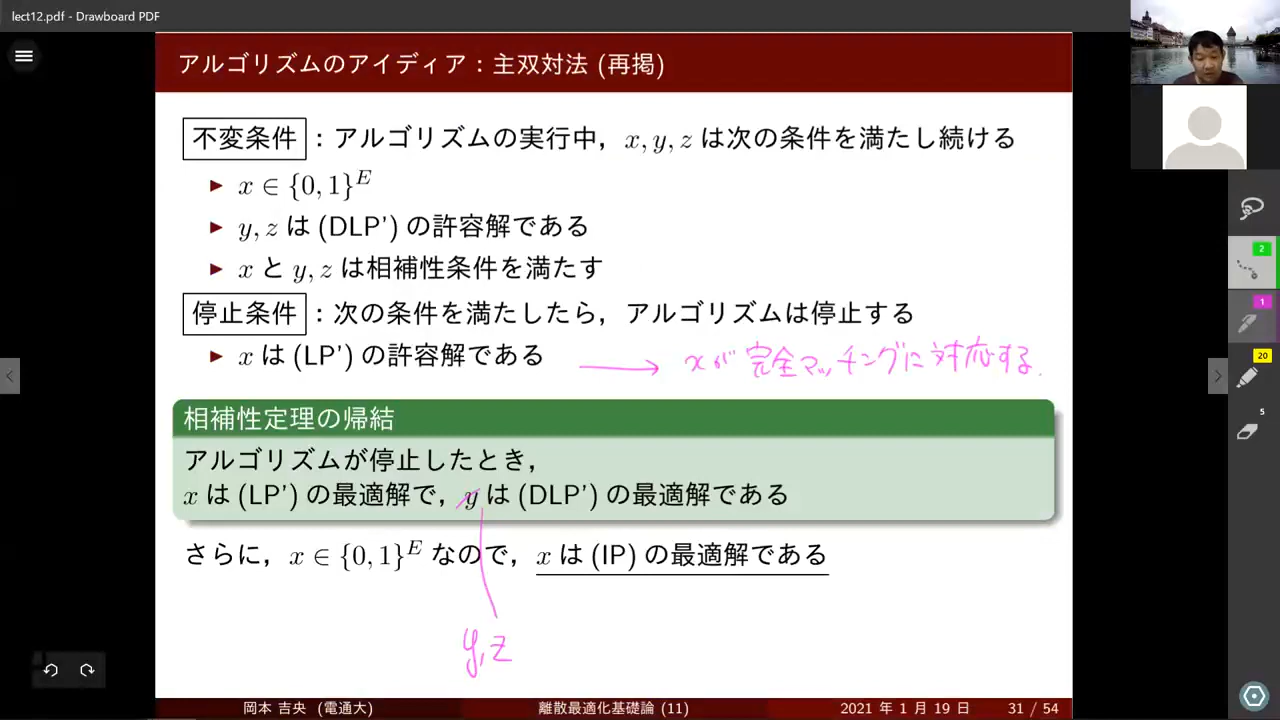 lect12.pdf - Drawboard PDF
アルゴリズムのアイディア：主双対法 (再掲)
不変条件：アルゴリズムの実行中，x, y, z は次の条件を満たし続ける
▶ x ∈ {0, 1}^E
▶ y, z は (DLP') の許容解である
▶ x と y, z は相補性条件を満たす
停止条件：次の条件を満たしたら，アルゴリズムは停止する
▶ x は (LP') の許容解である → xが完全マッチングに対応する.
相補性定理の帰結
アルゴリズムが停止したとき，
x は (LP') の最適解で，y は (DLP') の最適解である
さらに，x ∈ {0, 1}^E なので，x は (IP) の最適解である
y, z
岡本 吉央 (電通大) 離散最適化基礎論 (11) 2021 年 1 月 19 日 31 / 54
2
1
20
5